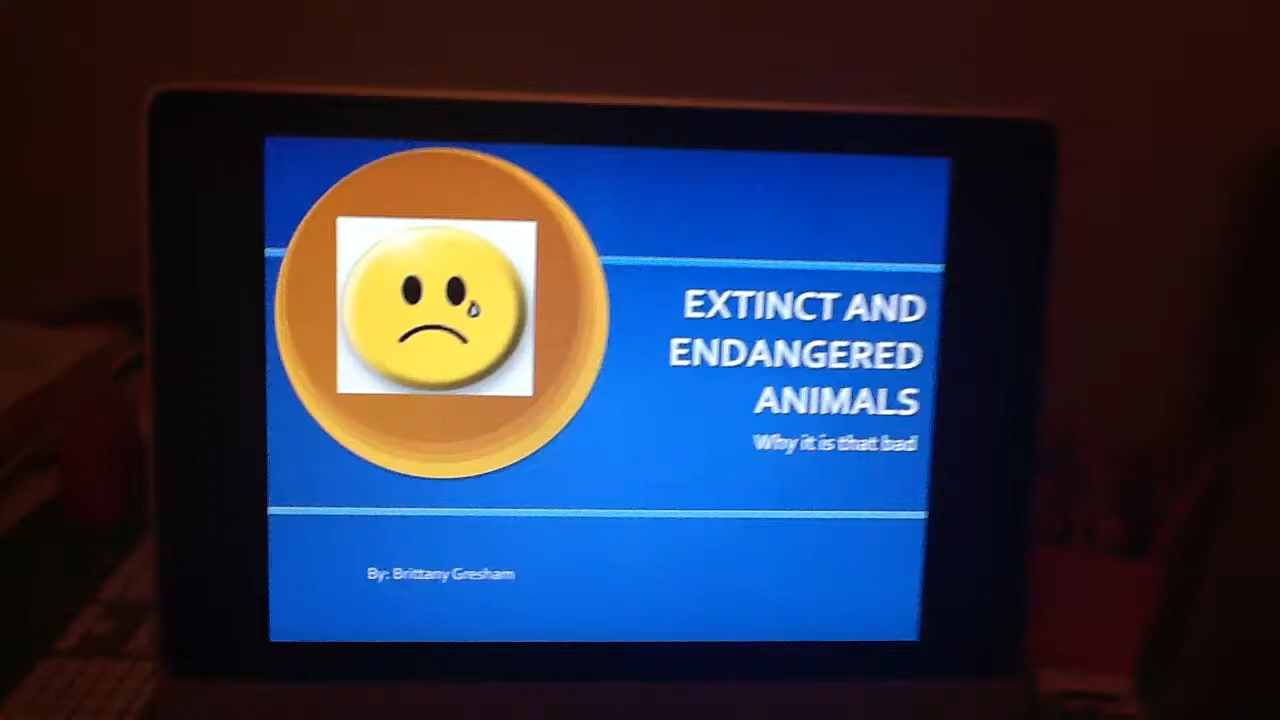 EXTINCT AND
ENDANGERED
ANIMALS
Why it is that bad
By: Brittany Gresham